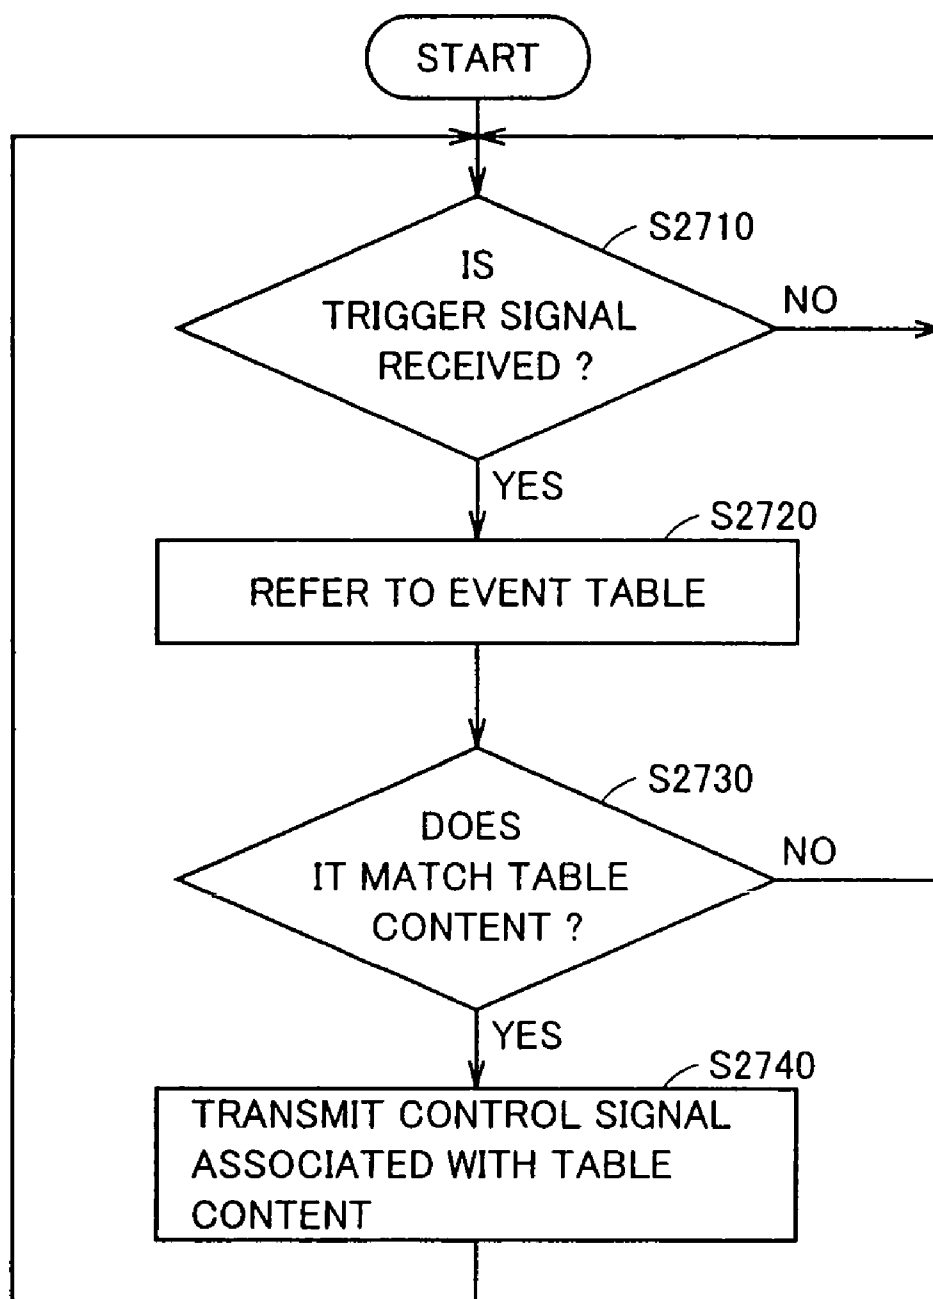 START
S2710
IS
TRIGGER SIGNAL
RECEIVED ?
NO
YES
S2720
REFER TO EVENT TABLE
S2730
DOES
IT MATCH TABLE
CONTENT ?
NO
YES
S2740
TRANSMIT CONTROL SIGNAL
ASSOCIATED WITH TABLE
CONTENT